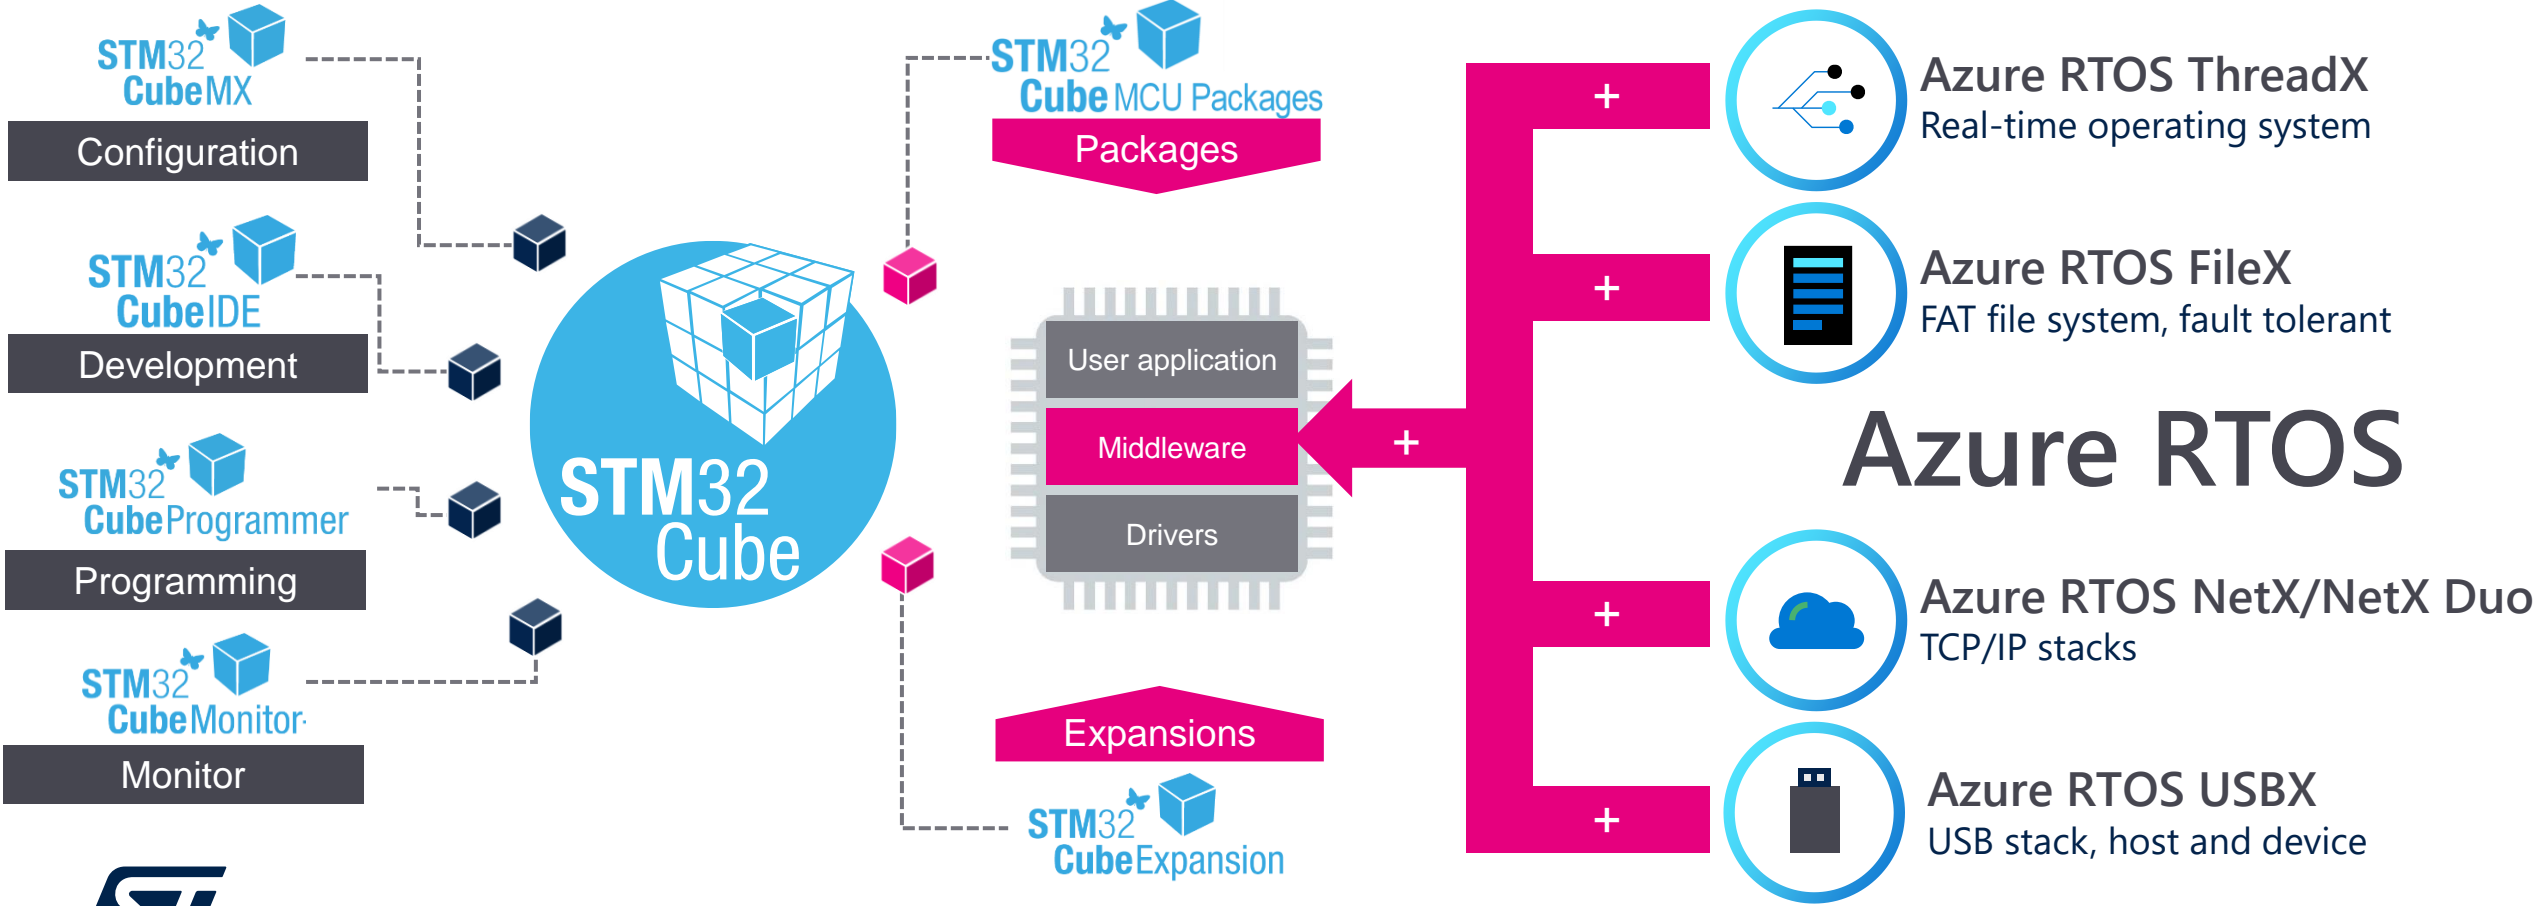 STM32
CubeMX
Configuration
STM32
CubeIDE
Development
STM32
CubeProgrammer
Programming
STM32
CubeMonitor
Monitor
STM32
Cube
STM32
Cube MCU Packages
Packages
User application
Middleware
Drivers
Expansions
STM32
CubeExpansion
+
+
+
+
+
Azure RTOS ThreadX
Real-time operating system
Azure RTOS FileX
FAT file system, fault tolerant
Azure RTOS
Azure RTOS NetX/NetX Duo
TCP/IP stacks
Azure RTOS USBX
USB stack, host and device
ST